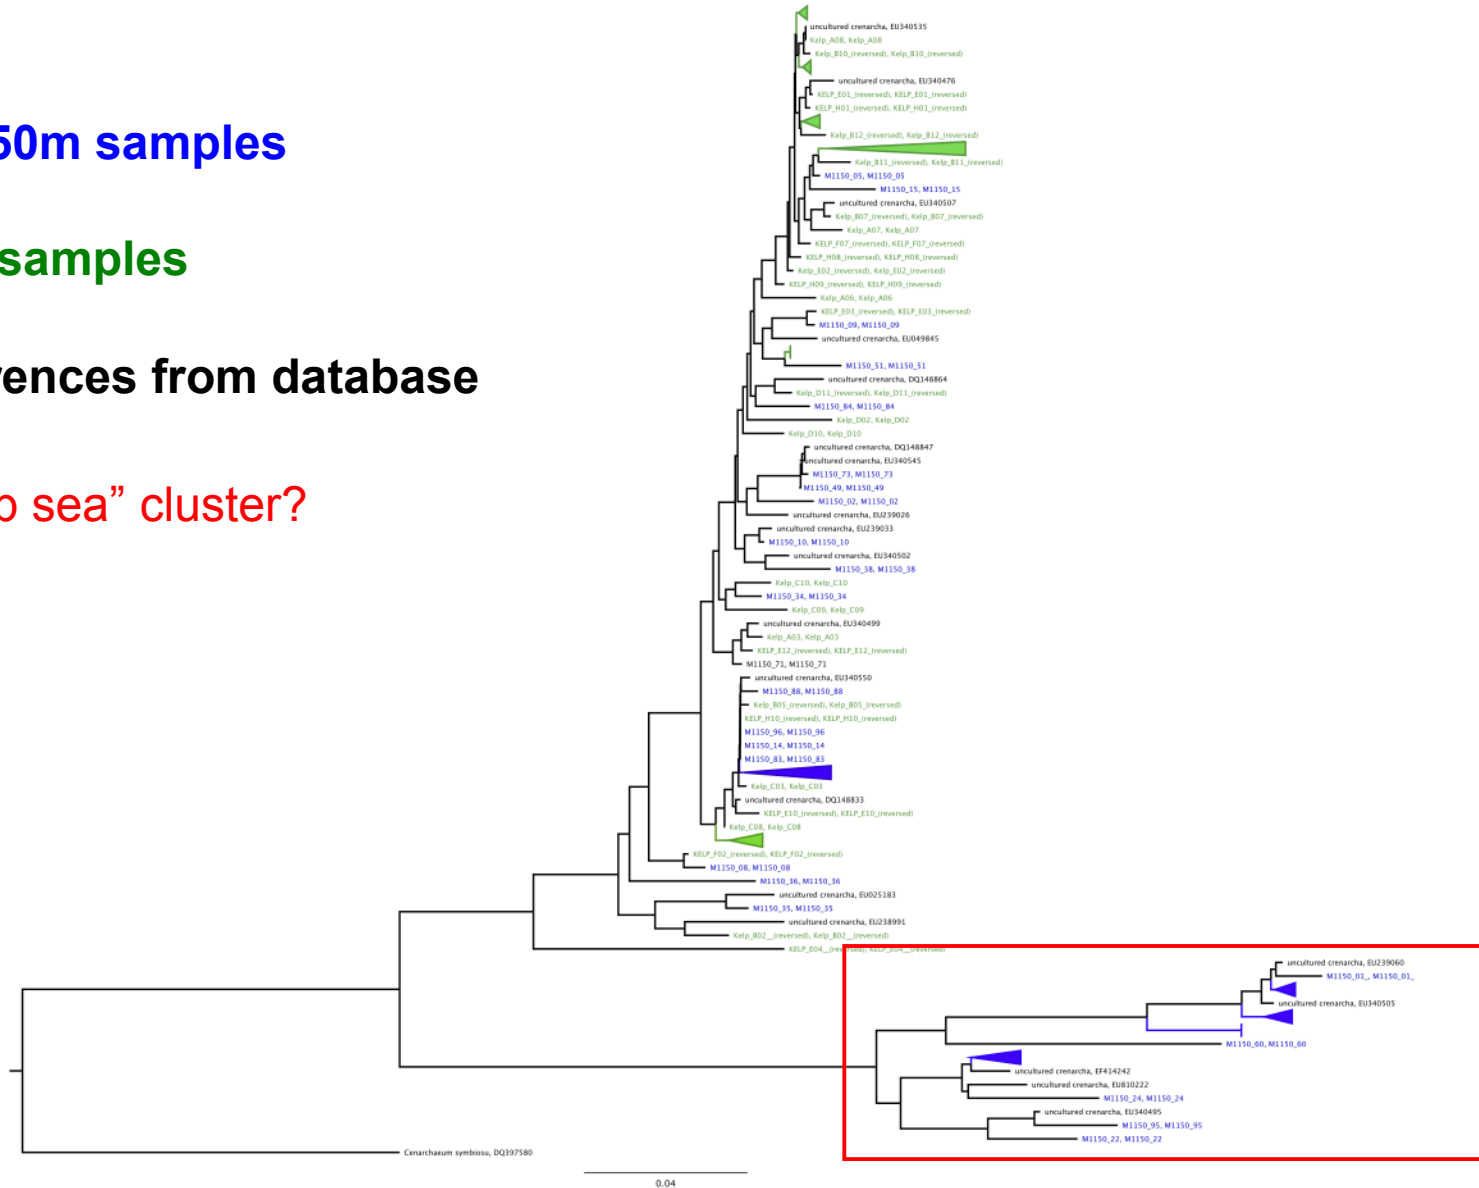 50m samples
samples
rences from database
p sea” cluster?
uncultured crenarcha, EU340535
Kelp_A08, Kelp_A08
Kelp_B10_(reversed), Kelp_B10_(reversed)
uncultured crenarcha, EU340476
KELP_E01_(reversed), KELP_E01_(reversed)
KELP_H01_(reversed), KELP_H01_(reversed)
Kelp_B12_(reversed), Kelp_B12_(reversed)
Kelp_B11_(reversed), Kelp_B11_(reversed)
M1150_05, M1150_05
M1150_15, M1150_15
uncultured crenarcha, EU340507
Kelp_B07_(reversed), Kelp_B07_(reversed)
Kelp_A07, Kelp_A07
KELP_F07_(reversed), KELP_F07_(reversed)
KELP_H08_(reversed), KELP_H08_(reversed)
Kelp_E02_(reversed), Kelp_E02_(reversed)
KELP_H09_(reversed), KELP_H09_(reversed)
Kelp_A06, Kelp_A06
KELP_E03_(reversed), KELP_E03_(reversed)
M1150_09, M1150_09
uncultured crenarcha, EU049845
M1150_51, M1150_51
uncultured crenarcha, DQ148864
Kelp_D11_(reversed), Kelp_D11_(reversed)
M1150_84, M1150_84
Kelp_D02, Kelp_D02
Kelp_D10, Kelp_D10
uncultured crenarcha, DQ148847
uncultured crenarcha, EU340545
M1150_73, M1150_73
M1150_49, M1150_49
M1150_02, M1150_02
uncultured crenarcha, EU239026
uncultured crenarcha, EU239033
M1150_10, M1150_10
uncultured crenarcha, EU340502
M1150_38, M1150_38
Kelp_C10, Kelp_C10
M1150_34, M1150_34
Kelp_C09, Kelp_C09
uncultured crenarcha, EU340499
Kelp_A03, Kelp_A03
KELP_E12_(reversed), KELP_E12_(reversed)
M1150_71, M1150_71
uncultured crenarcha, EU340550
M1150_88, M1150_88
Kelp_B05_(reversed), Kelp_B05_(reversed)
KELP_H10_(reversed), KELP_H10_(reversed)
M1150_96, M1150_96
M1150_14, M1150_14
M1150_83, M1150_83
Kelp_C03, Kelp_C03
uncultured crenarcha, DQ148833
KELP_E10_(reversed), KELP_E10_(reversed)
Kelp_C08, Kelp_C08
KELP_F02_(reversed), KELP_F02_(reversed)
M1150_08, M1150_08
M1150_36, M1150_36
uncultured crenarcha, EU025183
M1150_35, M1150_35
uncultured crenarcha, EU238991
Kelp_B02__(reversed), Kelp_B02__(reversed)
KELP_E04__(reversed), KELP_E04__(reversed)
uncultured crenarcha, EU239060
M1150_01_, M1150_01_
uncultured crenarcha, EU340505
M1150_60, M1150_60
uncultured crenarcha, EF414242
uncultured crenarcha, EU810222
M1150_24, M1150_24
uncultured crenarcha, EU340495
M1150_95, M1150_95
M1150_22, M1150_22
Cenarchaeum symbiosu, DQ397580
0.04